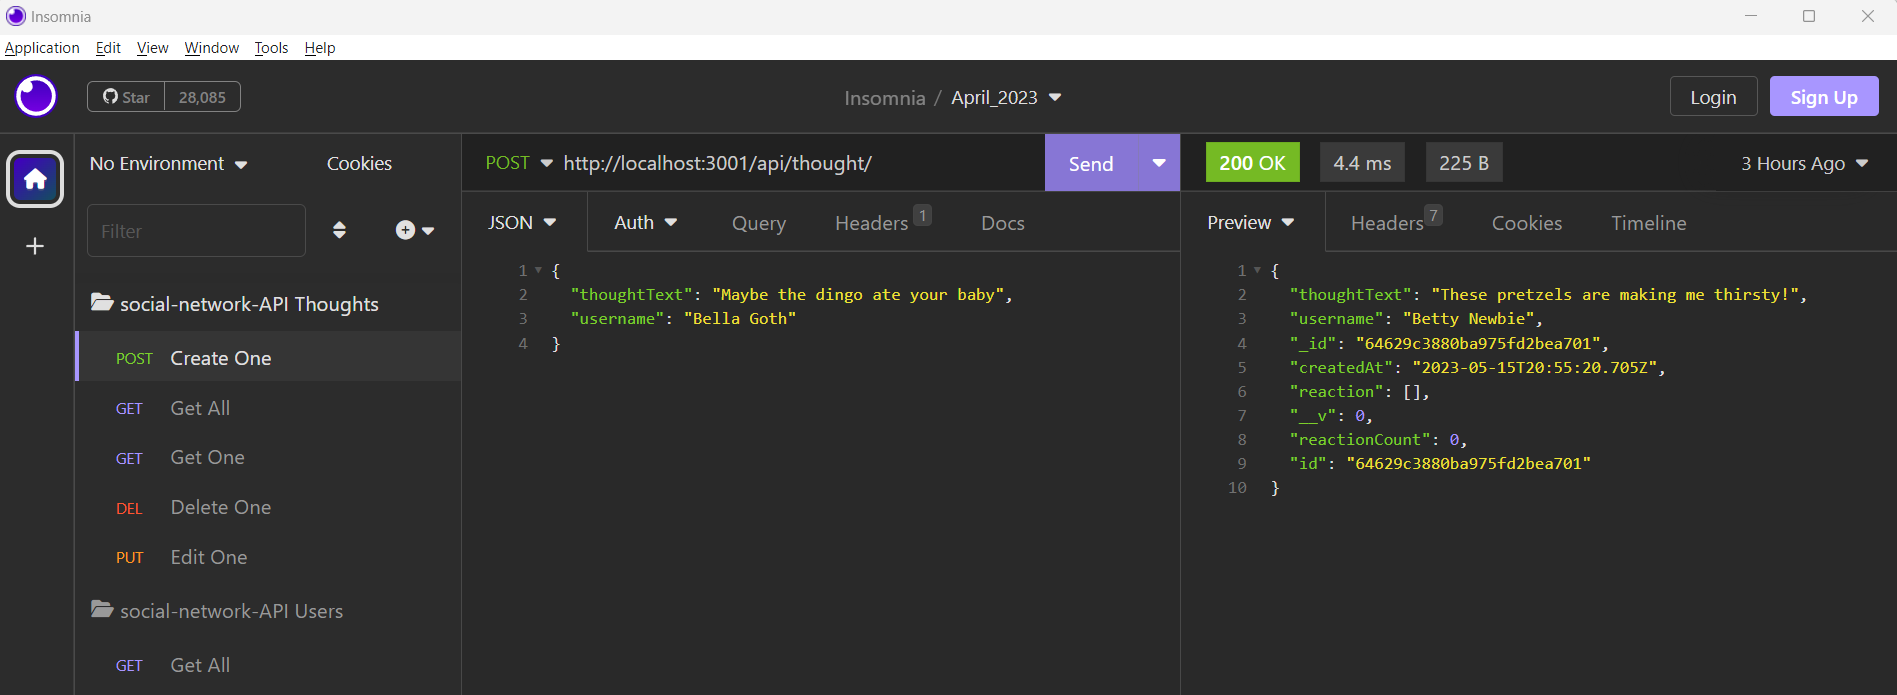 Insomnia
Application Edit View Window Tools Help
Star 28,085
Insomnia / April_2023
Login Sign Up
No Environment Cookies
Filter
social-network-API Thoughts
POST Create One
GET Get All
GET Get One
DEL Delete One
PUT Edit One
social-network-API Users
GET Get All
POST http://localhost:3001/api/thought/ Send
JSON Auth Query Headers 1 Docs
1 {
2 "thoughtText": "Maybe the dingo ate your baby",
3 "username": "Bella Goth"
4 }
200 OK 4.4 ms 225 B 3 Hours Ago
Preview Headers 7 Cookies Timeline
1 {
2 "thoughtText": "These pretzels are making me thirsty!",
3 "username": "Betty Newbie",
4 "_id": "64629c3880ba975fd2bea701",
5 "createdAt": "2023-05-15T20:55:20.705Z",
6 "reaction": [],
7 "__v": 0,
8 "reactionCount": 0,
9 "id": "64629c3880ba975fd2bea701"
10 }